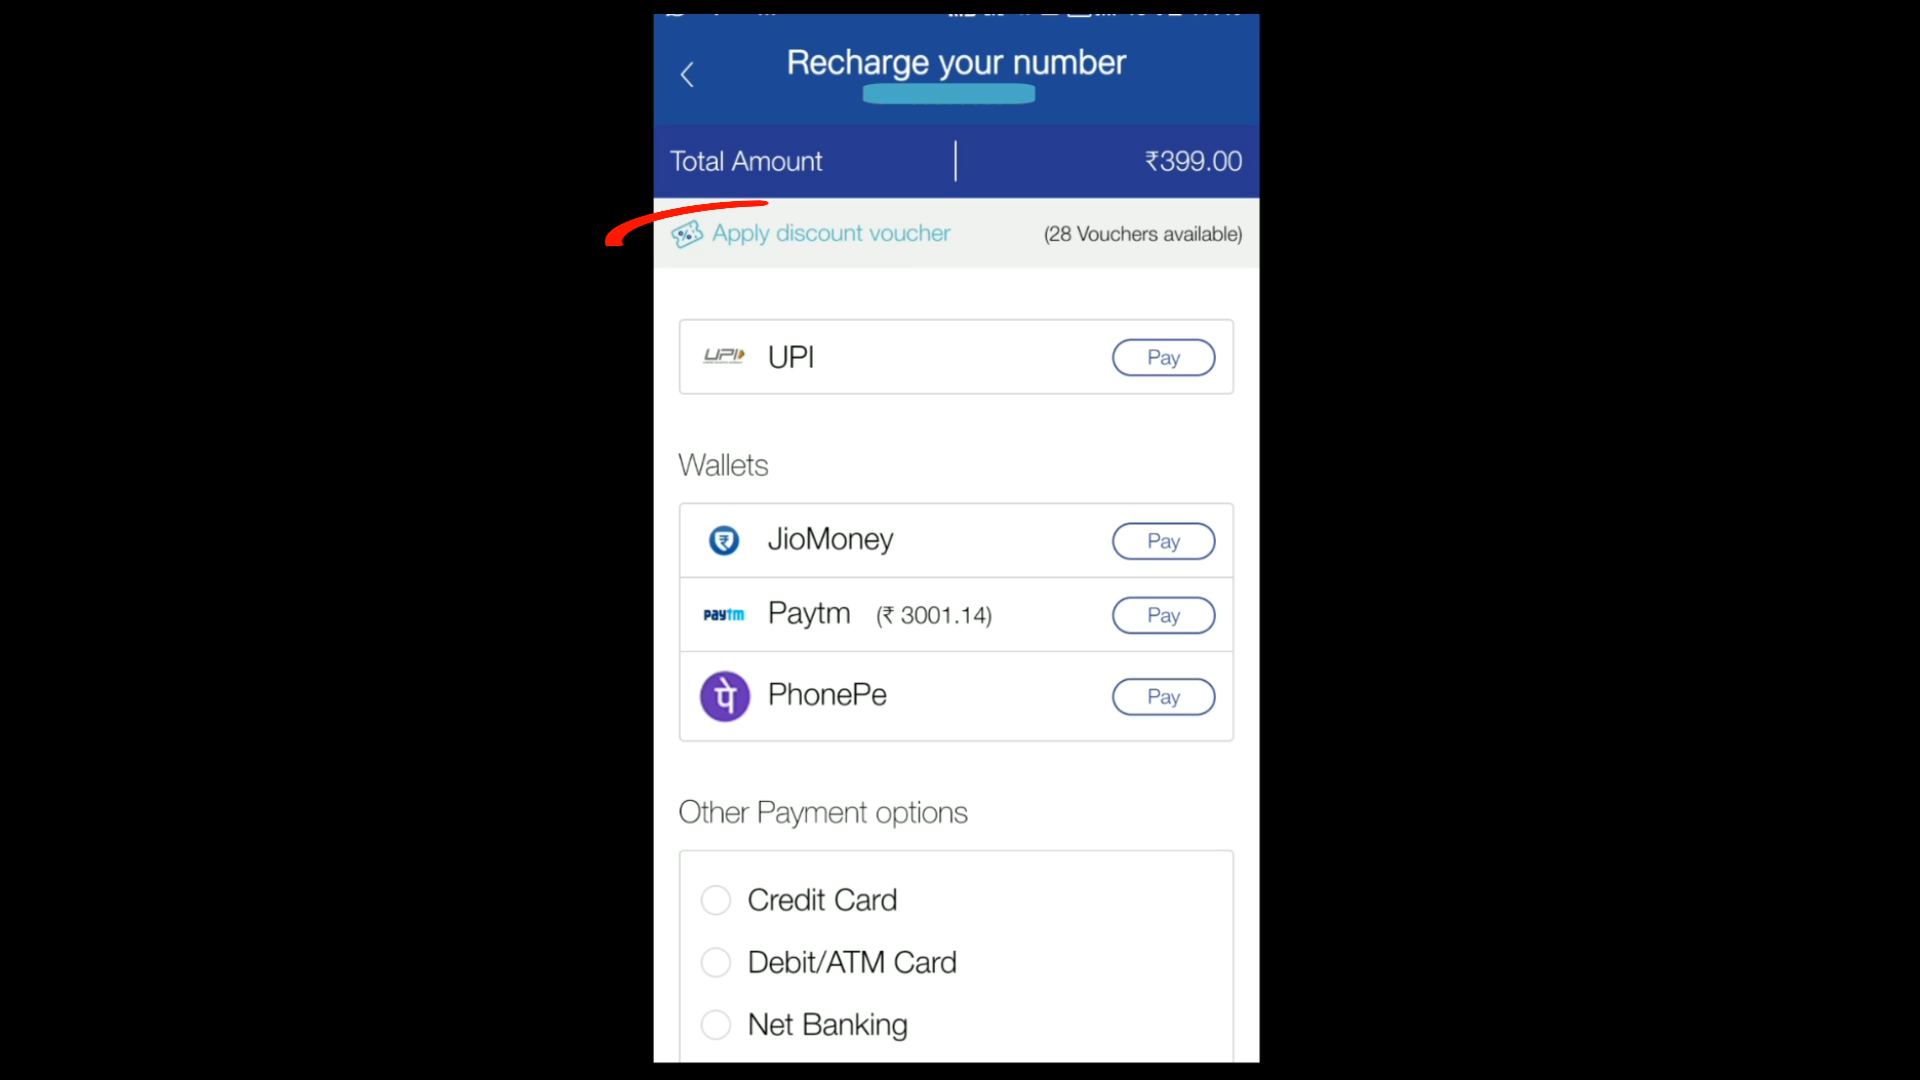 Recharge your number
Total Amount ₹399.00
Apply discount voucher (28 Vouchers available)
UPI UPI Pay
Wallets
JioMoney Pay
paytm Paytm (₹ 3001.14) Pay
पे PhonePe Pay
Other Payment options
Credit Card
Debit/ATM Card
Net Banking